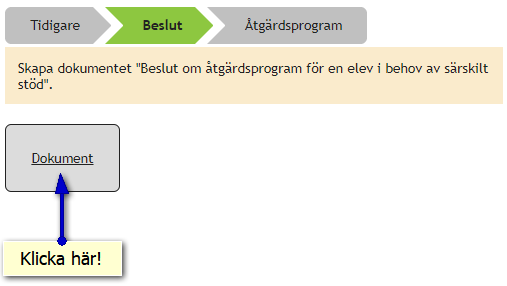 Tidigare Beslut Åtgärdsprogram
Skapa dokumentet "Beslut om åtgärdsprogram för en elev i behov av särskilt
stöd".
Dokument
Klicka här!